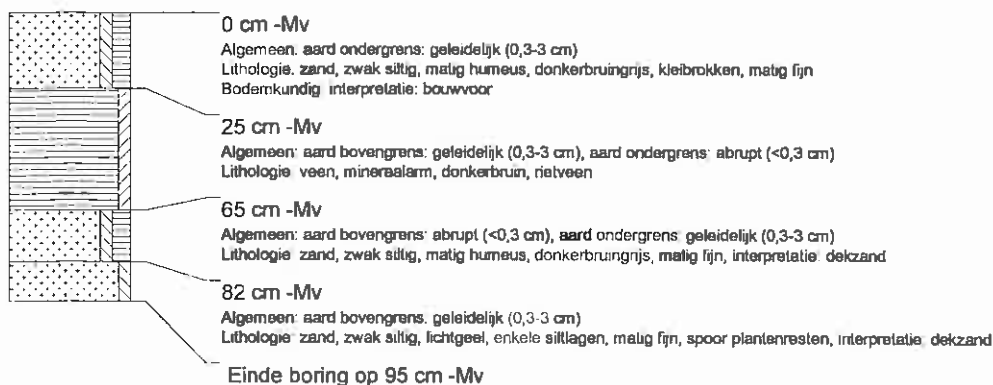 0 cm -Mv
Algemeen: aard ondergrens: geleidelijk (0,3-3 cm)
Lithologie: zand, zwak siltig, matig humeus, donkerbruingrijs, kleibrokken, matig fijn
Bodemkundig interpretatie: bouwvoor
25 cm -Mv
Algemeen: aard bovengrens: geleidelijk (0,3-3 cm), aard ondergrens: abrupt (<0,3 cm)
Lithologie: veen, mineraalarm, donkerbruin, rietveen
65 cm -Mv
Algemeen: aard bovengrens: abrupt (<0,3 cm), aard ondergrens: geleidelijk (0,3-3 cm)
Lithologie: zand, zwak siltig, matig humeus, donkerbruingrijs, matig fijn, interpretatie: dekzand
82 cm -Mv
Algemeen: aard bovengrens: geleidelijk (0,3-3 cm)
Lithologie: zand, zwak siltig, lichtgeel, enkele siltlagen, matig fijn, spoor plantenresten, interpretatie: dekzand
Einde boring op 95 cm -Mv